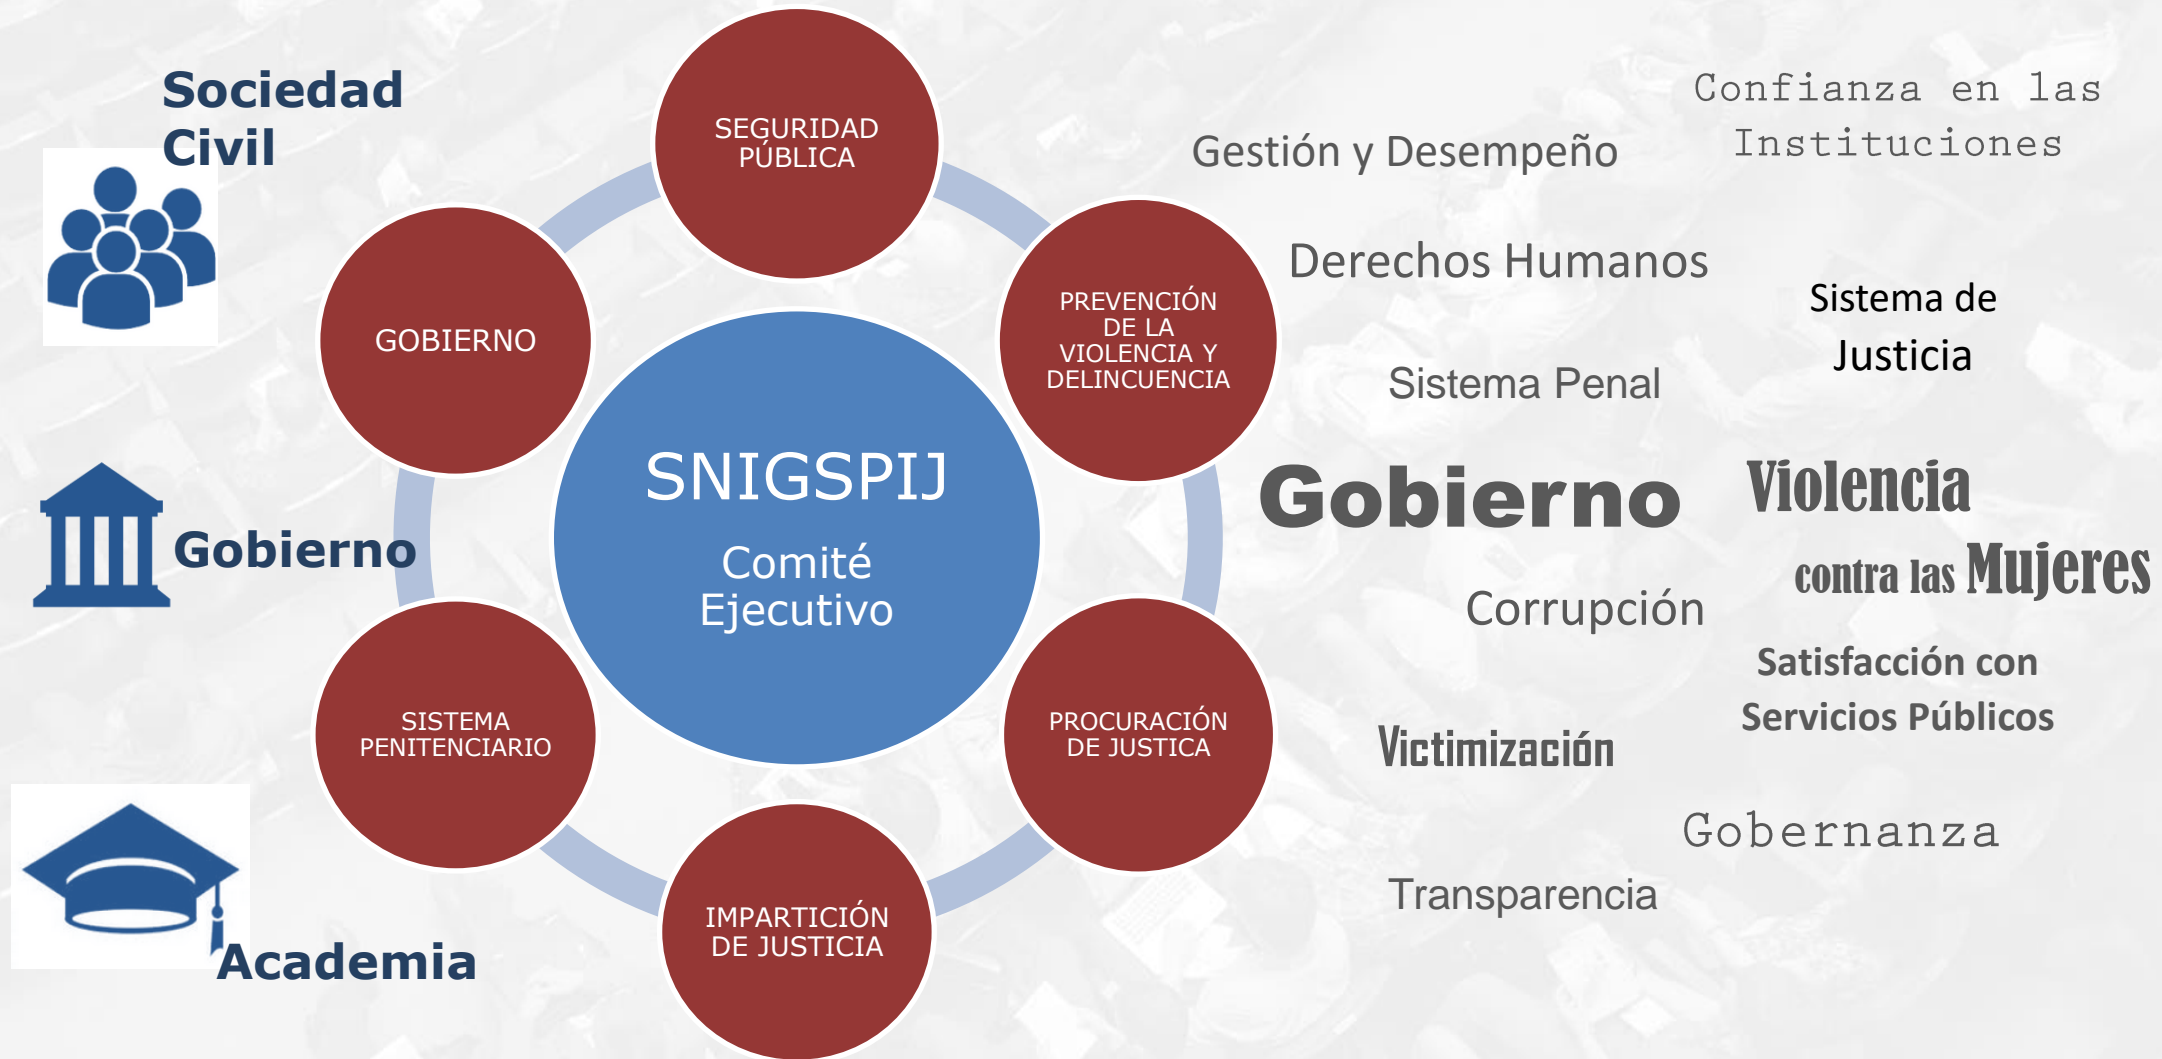 Sociedad
Civil
Gobierno
Academia
SEGURIDAD
PÚBLICA
PREVENCIÓN
DE LA
VIOLENCIA Y
DELINCUENCIA
PROCURACIÓN
DE JUSTICA
IMPARTICIÓN
DE JUSTICIA
SISTEMA
PENITENCIARIO
GOBIERNO
SNIGSPIJ
Comité
Ejecutivo
Confianza en las
Instituciones
Gestión y Desempeño
Derechos Humanos
Sistema de
Justicia
Sistema Penal
Gobierno
Violencia
contra las Mujeres
Corrupción
Satisfacción con
Servicios Públicos
Victimización
Gobernanza
Transparencia